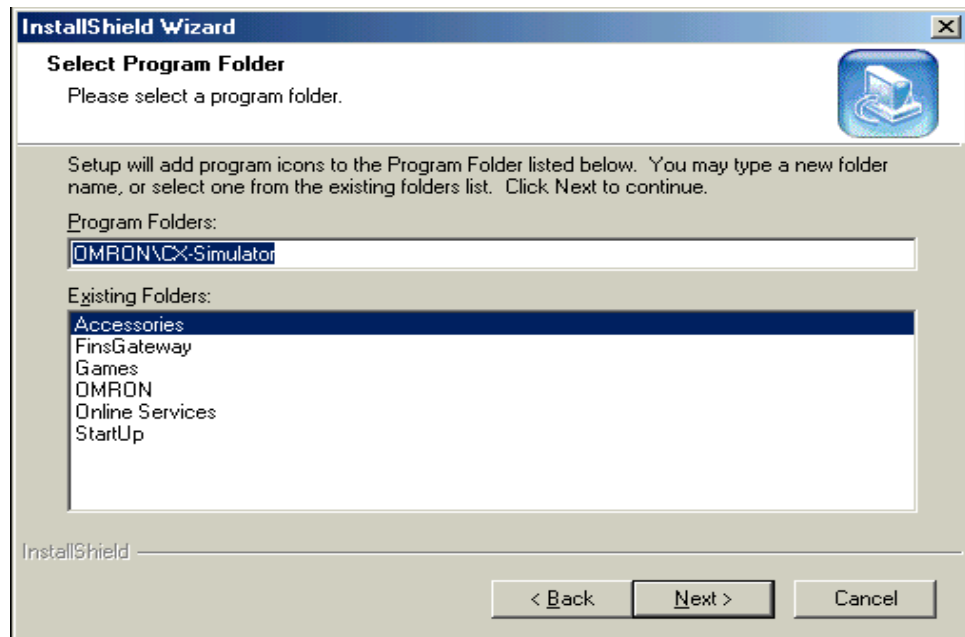 InstallShield Wizard
Select Program Folder
Please select a program folder.
Setup will add program icons to the Program Folder listed below. You may type a new folder
name, or select one from the existing folders list. Click Next to continue.
Program Folders:
OMRON\CX-Simulator
Existing Folders:
Accessories
FinsGateway
Games
OMRON
Online Services
StartUp
InstallShield
< Back Next > Cancel